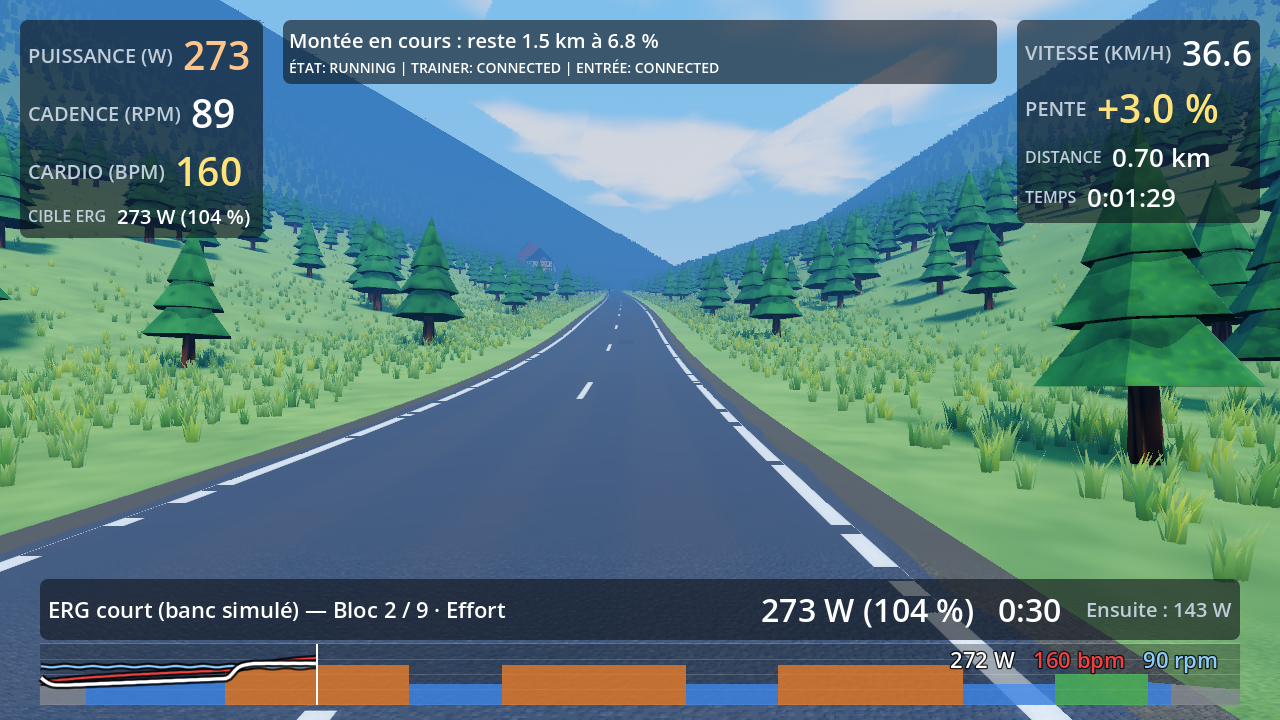 PUISSANCE (W) 273
CADENCE (RPM) 89
CARDIO (BPM) 160
CIBLE ERG 273 W (104 %)
Montée en cours : reste 1.5 km à 6.8 %
ÉTAT: RUNNING | TRAINER: CONNECTED | ENTRÉE: CONNECTED
VITESSE (KM/H) 36.6
PENTE +3.0 %
DISTANCE 0.70 km
TEMPS 0:01:29
ERG court (banc simulé) — Bloc 2 / 9 · Effort 273 W (104 %) 0:30 Ensuite : 143 W
272 W 160 bpm 90 rpm